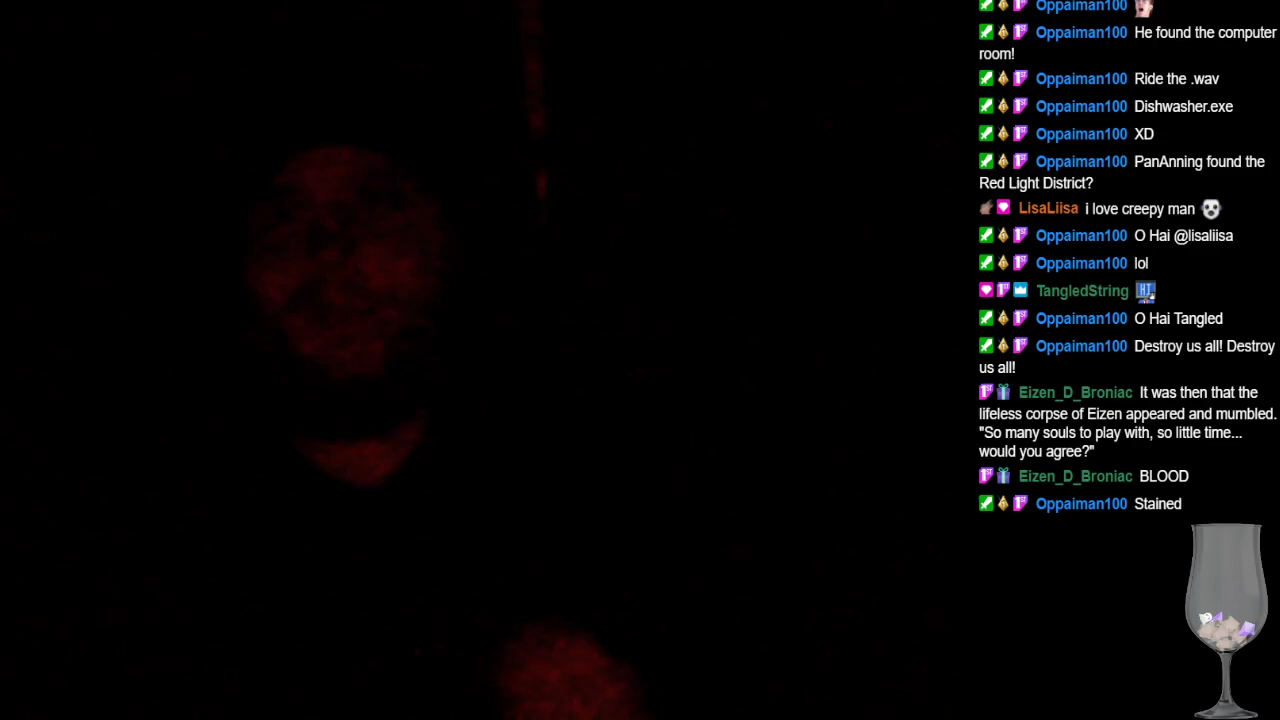 Oppaiman100
Oppaiman100 He found the computer
room!
Oppaiman100 Ride the .wav
Oppaiman100 Dishwasher.exe
Oppaiman100 XD
Oppaiman100 PanAnning found the
Red Light District?
LisaLiisa i love creepy man
Oppaiman100 O Hai @lisaliisa
Oppaiman100 lol
TangledString HI
Oppaiman100 O Hai Tangled
Oppaiman100 Destroy us all! Destroy
us all!
Eizen_D_Broniac It was then that the
lifeless corpse of Eizen appeared and mumbled.
"So many souls to play with, so little time...
would you agree?"
Eizen_D_Broniac BLOOD
Oppaiman100 Stained